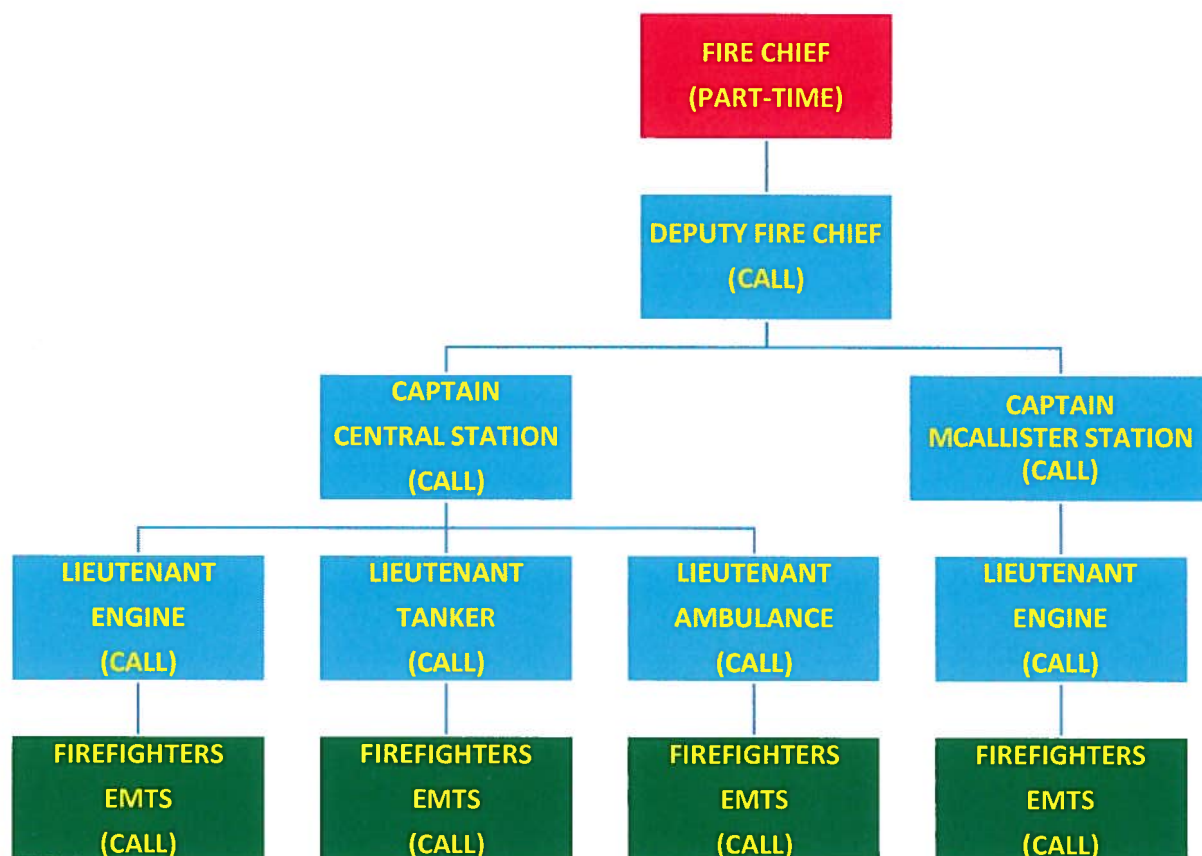 FIRE CHIEF
(PART-TIME)
DEPUTY FIRE CHIEF
(CALL)
CAPTAIN
CENTRAL STATION
(CALL)
CAPTAIN
MCALLISTER STATION
(CALL)
LIEUTENANT
ENGINE
(CALL)
LIEUTENANT
TANKER
(CALL)
LIEUTENANT
AMBULANCE
(CALL)
LIEUTENANT
ENGINE
(CALL)
FIREFIGHTERS
EMTS
(CALL)
FIREFIGHTERS
EMTS
(CALL)
FIREFIGHTERS
EMTS
(CALL)
FIREFIGHTERS
EMTS
(CALL)